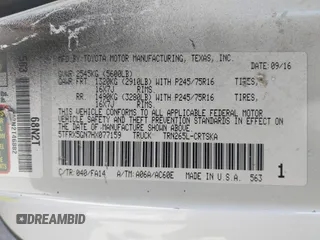 MFD.BY:TOYOTA MOTOR MANUFACTURING, TEXAS, INC.
09/16
GVWR 2545KG (5600LB)
GAWR FRT. 1320KG (2910LB) WITH P245/75R16 TIRES,
16X7J RIMS
RR. 1490KG (3280LB) WITH P245/75R16 TIRES,
16X7J RIMS
THIS VEHICLE CONFORMS TO ALL APPLICABLE FEDERAL MOTOR
VEHICLE SAFETY AND THEFT PREVENTION STANDARDS IN
EFFECT ON THE DATE OF MANUFACTURE SHOWN ABOVE.
5TFRX5GN7HX077159 TRUCK TRN265L-CRTSKA
C/TR: 040/FA14 A/TM: A06A/AC60E MADE IN U.S.A. 563
1
68N2T